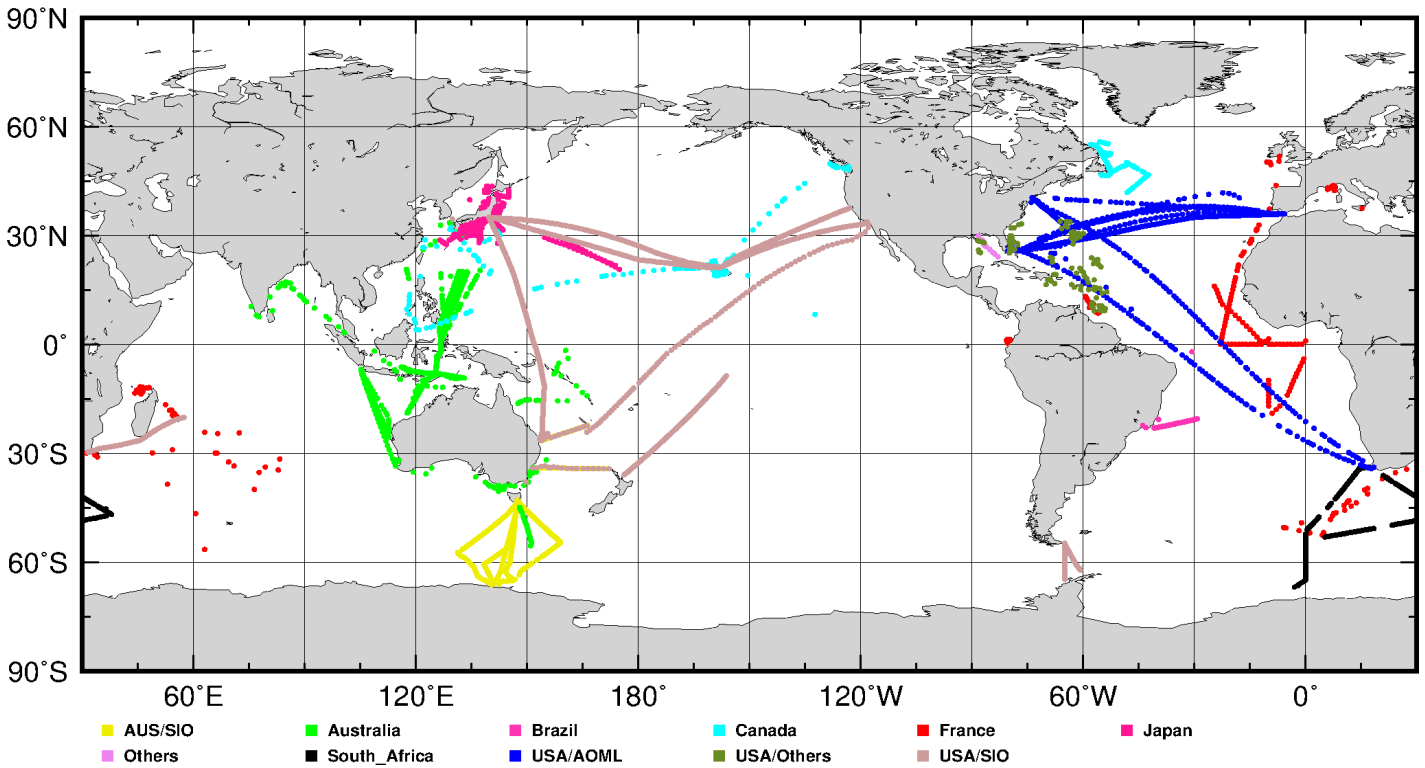 90˚N
60˚N
30˚N
0˚
30˚S
60˚S
90˚S
60˚E 120˚E 180˚ 120˚W 60˚W 0˚
AUS/SIO Australia Brazil Canada France Japan
Others South_Africa USA/AOML USA/Others USA/SIO